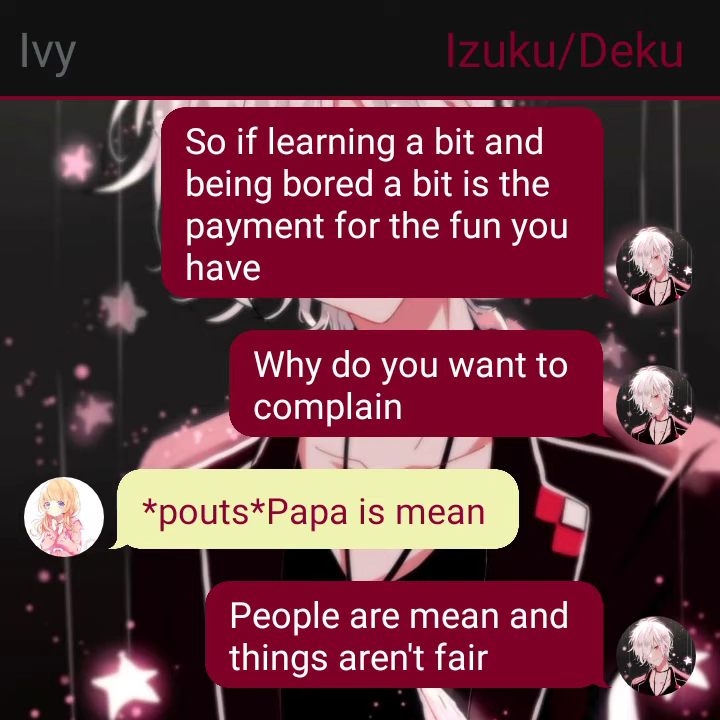 Ivy
Izuku/Deku
So if learning a bit and
being bored a bit is the
payment for the fun you
have
Why do you want to
complain
*pouts*Papa is mean
People are mean and
things aren't fair